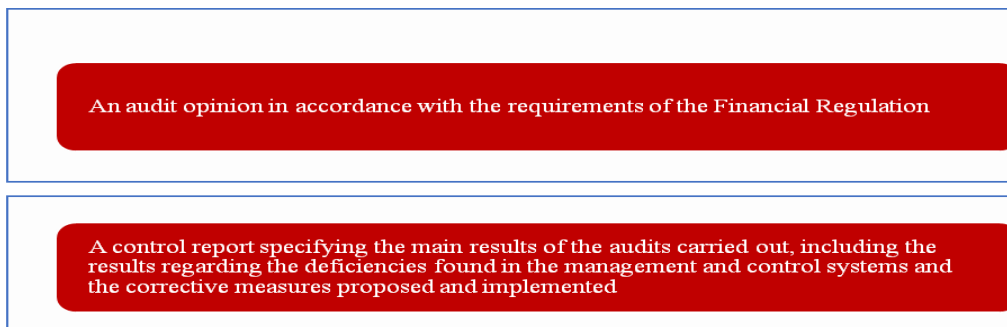 An audit opinion in accordance with the requirements of the Financial Regulation
A control report specifying the main results of the audits carried out, including the
results regarding the deficiencies found in the management and control systems and
the corrective measures proposed and implemented